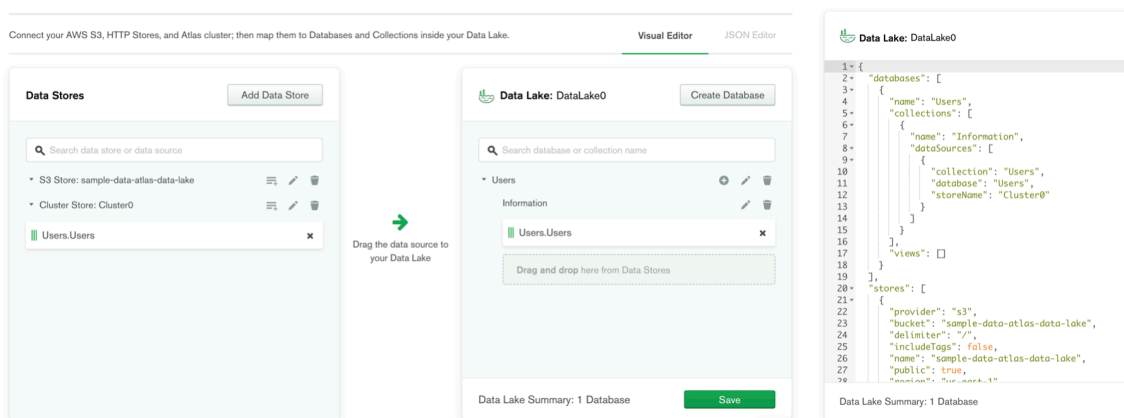 Connect your AWS S3, HTTP Stores, and Atlas cluster; then map them to Databases and Collections inside your Data Lake.
Visual Editor
JSON Editor
Data Stores
Add Data Store
Search data store or data source
S3 Store: sample-data-atlas-data-lake
Cluster Store: Cluster0
Users.Users
Drag the data source to
your Data Lake
Data Lake: DataLake0
Create Database
Search database or collection name
Users
Information
Users.Users
Drag and drop here from Data Stores
Data Lake Summary: 1 Database
Save
Data Lake: DataLake0
1 {
2 "databases": [
3 {
4 "name": "Users",
5 "collections": [
6 {
7 "name": "Information",
8 "dataSources": [
9 {
10 "collection": "Users",
11 "database": "Users",
12 "storeName": "Cluster0"
13 }
14 ]
15 }
16 ],
17 "views": []
18 }
19 ],
20 "stores": [
21 {
22 "provider": "s3",
23 "bucket": "sample-data-atlas-data-lake",
24 "delimiter": "/",
25 "includeTags": false,
26 "name": "sample-data-atlas-data-lake",
27 "public": true,
28 "region": "us-east-1"
Data Lake Summary: 1 Database